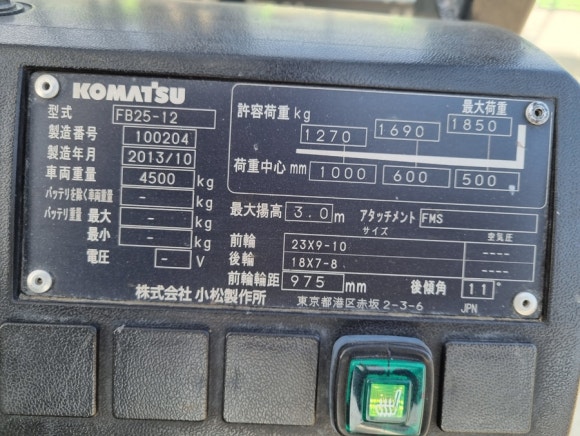 KOMATSU
型式 FB25-12
製造番号 100204
製造年月 2013/10
車両重量 4500 kg
バッテリを除く車両重量 - kg
バッテリ重量 最大 - kg
最小 - kg
電圧 - V
許容荷重 kg 最大荷重
1270 1690 1850
荷重中心 mm 1000 600 500
最大揚高 3.0 m アタッチメント FMS
サイズ 空気圧
前輪 23X9-10 ----
後輪 18X7-8 ----
前輪輪距 975 mm 後傾角 11°
株式会社 小松製作所 東京都港区赤坂2-3-6 JPN